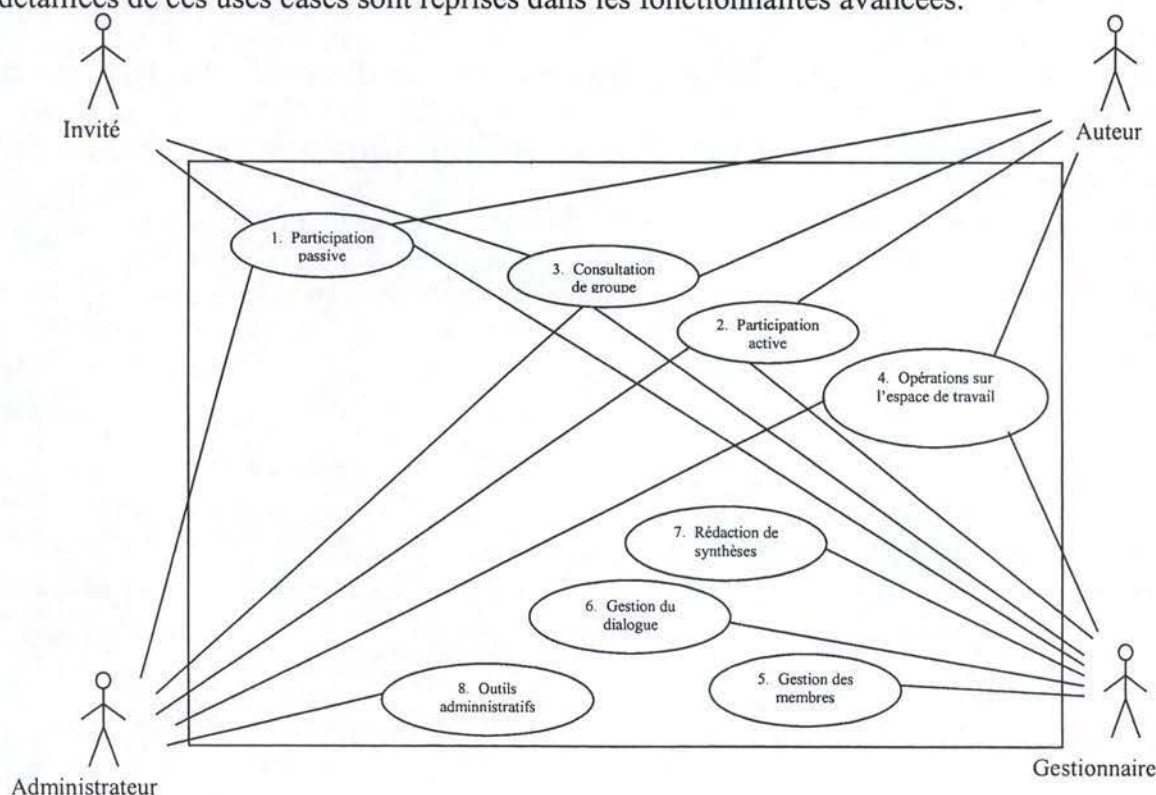 détaillées de ces uses cases sont reprises dans les fonctionnalités avancées.
Invité
Auteur
1. Participation
passive
3. Consultation
de groupe
2. Participation
active
4. Opérations sur
l'espace de travail
7. Rédaction de
synthèses
6. Gestion du
dialogue
5. Gestion des
membres
8. Outils
adminnistratifs
Gestionnaire
Administrateur